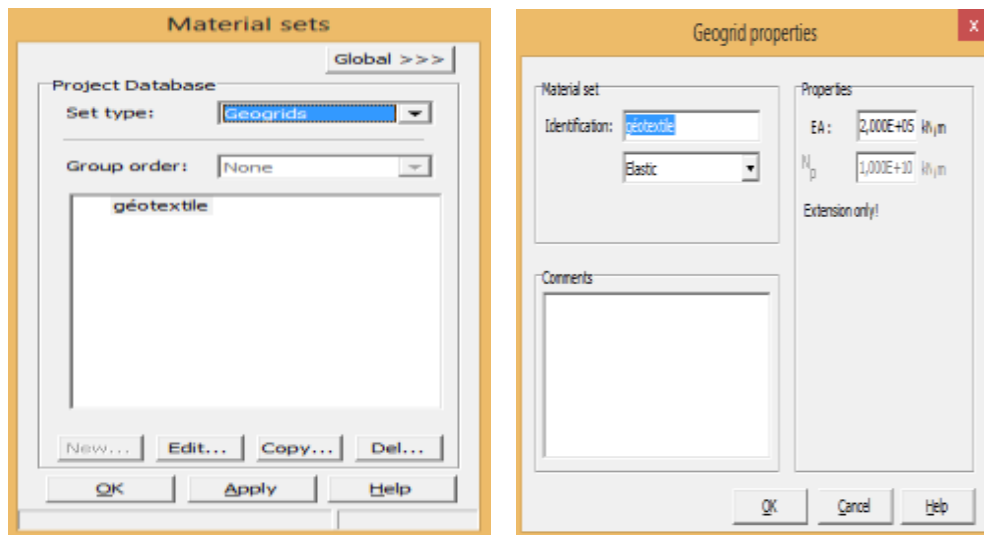 Material sets
Global >>>
Project Database
Set type: Geogrids
Group order: None
géotextile
New... Edit... Copy... Del...
OK Apply Help
Geogrid properties
x
Material set
Identification: géotextile
Elastic
Comments
Properties
EA: 2,000E+05 kN/m
Np 1,000E+10 kN/m
Extension only!
OK Cancel Help